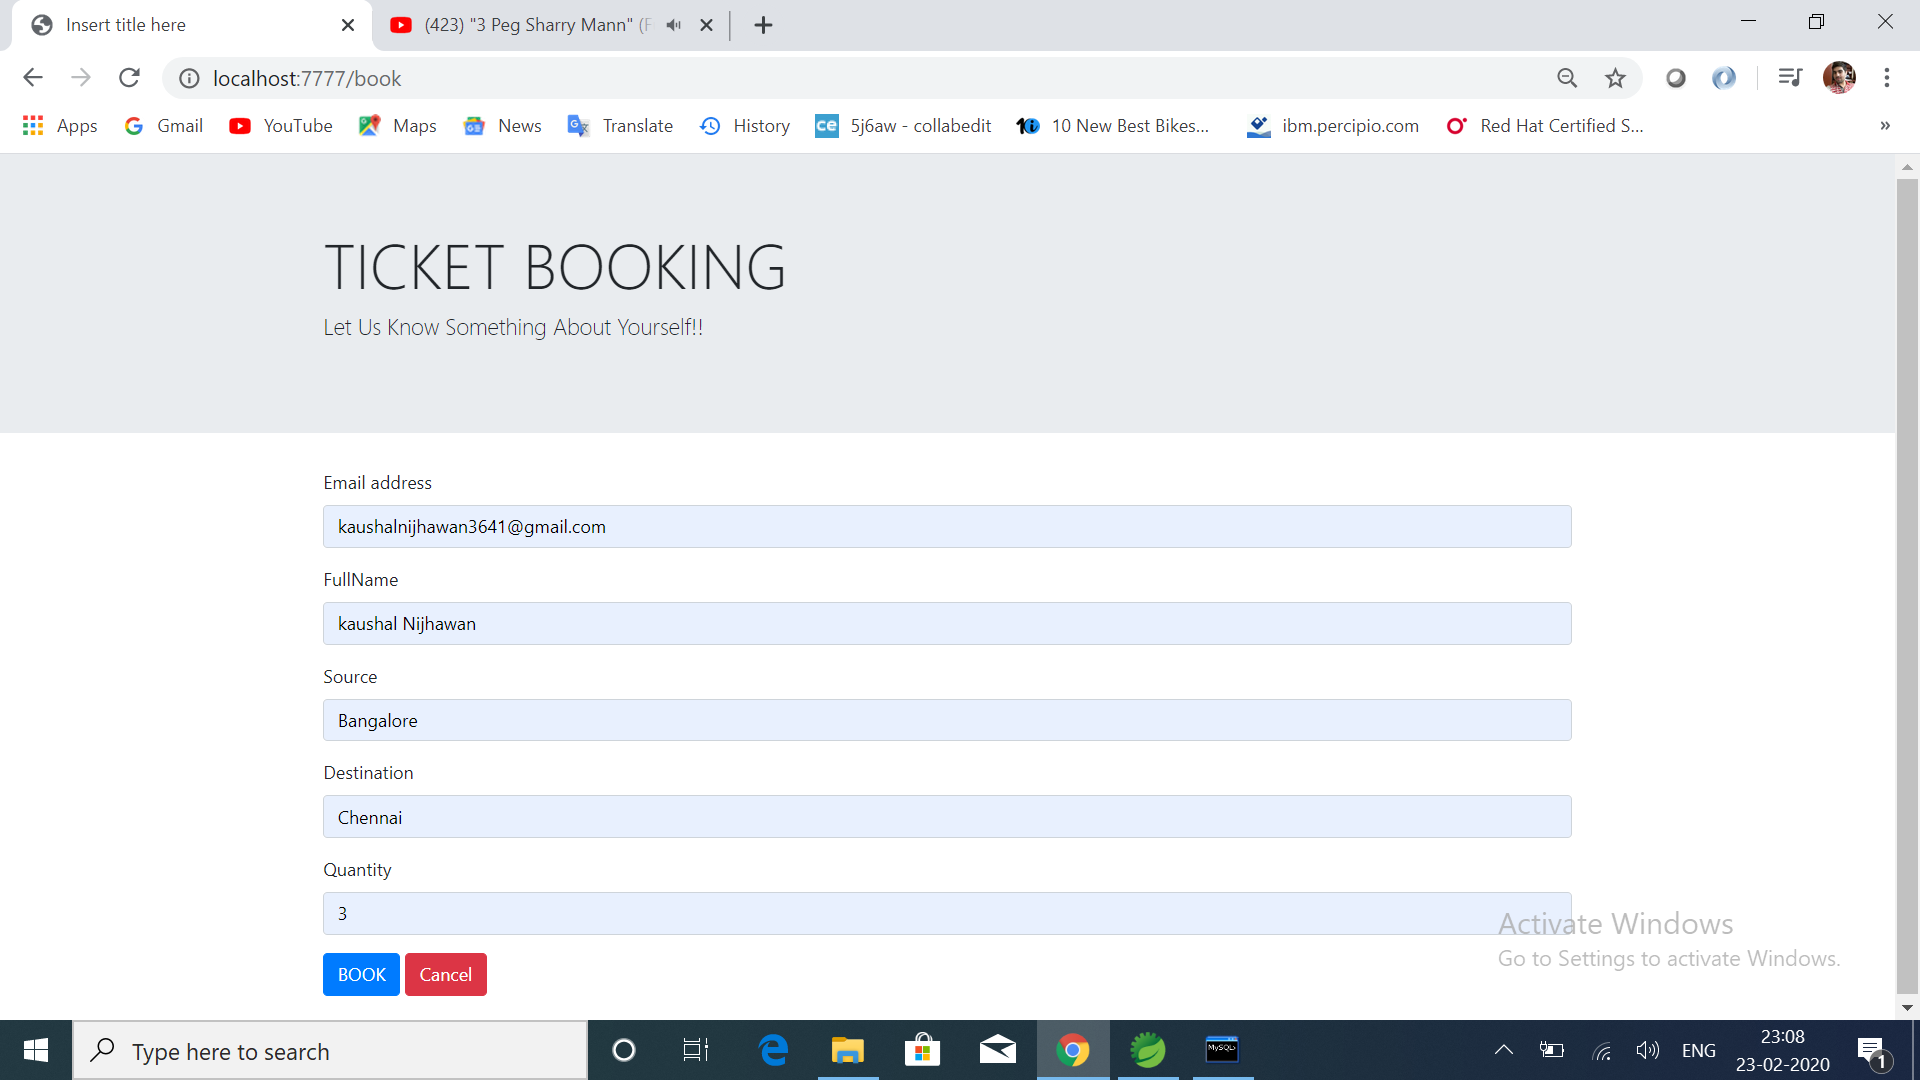 Insert title here
(423) "3 Peg Sharry Mann" (F
localhost:7777/book
Apps
Gmail
YouTube
Maps
News
Translate
History
5j6aw - collabedit
10 New Best Bikes...
ibm.percipio.com
Red Hat Certified S...
TICKET BOOKING
Let Us Know Something About Yourself!!
Email address
kaushalnijhawan3641@gmail.com
FullName
kaushal Nijhawan
Source
Bangalore
Destination
Chennai
Quantity
3
BOOK
Cancel
Activate Windows
Go to Settings to activate Windows.
Type here to search
MySQL>
ENG
23:08
23-02-2020
1